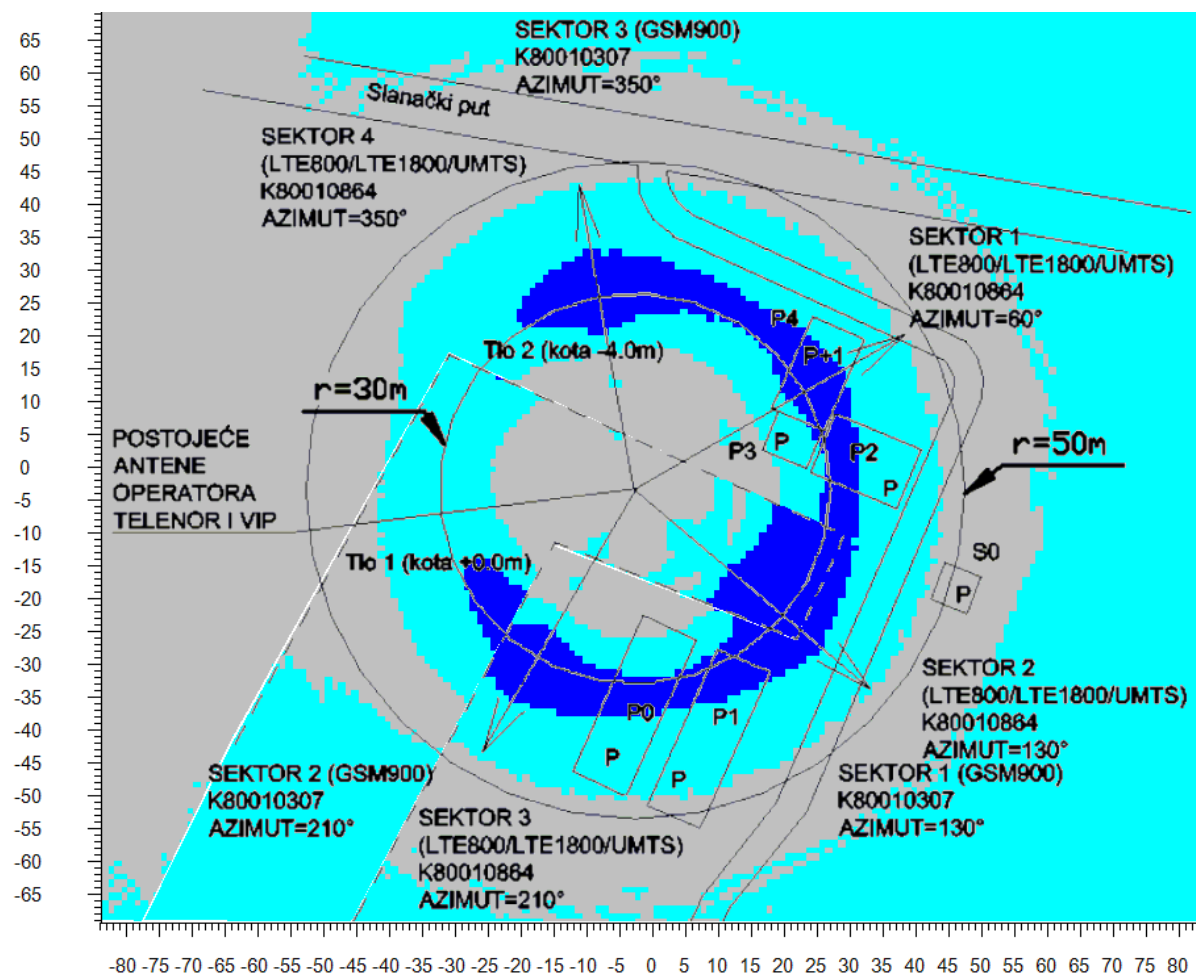 65
60
55
50
45
40
35
30
25
20
15
10
5
0
-5
-10
-15
-20
-25
-30
-35
-40
-45
-50
-55
-60
-65
SEKTOR 3 (GSM900)
K80010307
AZIMUT=350°
Slanački put
SEKTOR 4
(LTE800/LTE1800/UMTS)
K80010864
AZIMUT=350°
SEKTOR 1
(LTE800/LTE1800/UMTS)
K80010864
AZIMUT=60°
P4
P+1
Tlo 2 (kota -4.0m)
r=30m
POSTOJEĆE
ANTENE
OPERATORA
TELENOR I VIP
P3
P
P2
P
r=50m
Tlo 1 (kota +0.0m)
S0
P
P0
P
P1
P
SEKTOR 2
(LTE800/LTE1800/UMTS)
K80010864
AZIMUT=130°
SEKTOR 2 (GSM900)
K80010307
AZIMUT=210°
SEKTOR 1 (GSM900)
K80010307
AZIMUT=130°
SEKTOR 3
(LTE800/LTE1800/UMTS)
K80010864
AZIMUT=210°
-80 -75 -70 -65 -60 -55 -50 -45 -40 -35 -30 -25 -20 -15 -10 -5 0 5 10 15 20 25 30 35 40 45 50 55 60 65 70 75 80